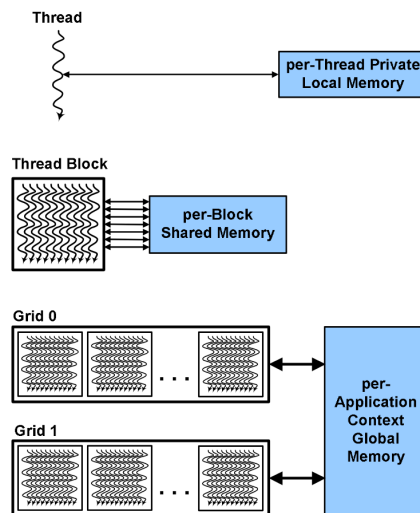 Thread
per-Thread Private
Local Memory
Thread Block
per-Block
Shared Memory
Grid 0
. . .
per-
Application
Context
Global
Memory
Grid 1
. . .